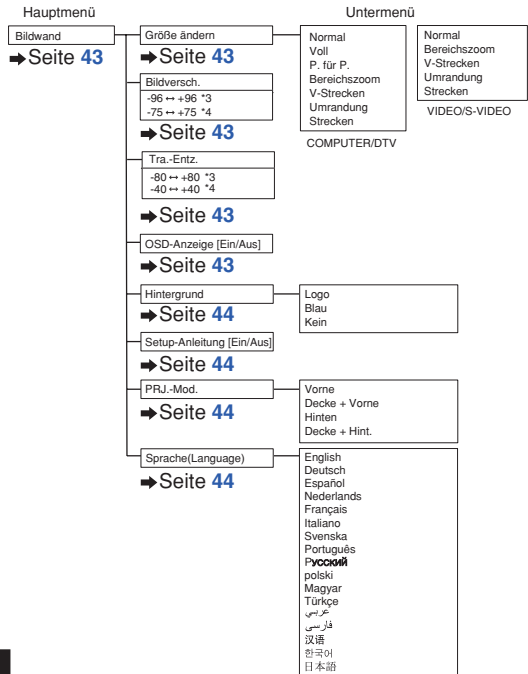 Hauptmenü
Untermenü
Bildwand
➡Seite 43
Größe ändern
➡Seite 43
Normal
Voll
P. für P.
Bereichszoom
V-Strecken
Umrandung
Strecken
COMPUTER/DTV
Normal
Bereichszoom
V-Strecken
Umrandung
Strecken
VIDEO/S-VIDEO
Bildversch.
-96 ↔ +96 *3
-75 ↔ +75 *4
➡Seite 43
Tra.-Entz.
-80 ↔ +80 *3
-40 ↔ +40 *4
➡Seite 43
OSD-Anzeige [Ein/Aus]
➡Seite 43
Hintergrund
➡Seite 44
Logo
Blau
Kein
Setup-Anleitung [Ein/Aus]
➡Seite 44
PRJ.-Mod.
➡Seite 44
Vorne
Decke + Vorne
Hinten
Decke + Hint.
Sprache(Language)
➡Seite 44
English
Deutsch
Español
Nederlands
Français
Italiano
Svenska
Português
Русский
polski
Magyar
Türkçe
عربي
فارسی
汉语
한국어
日本語